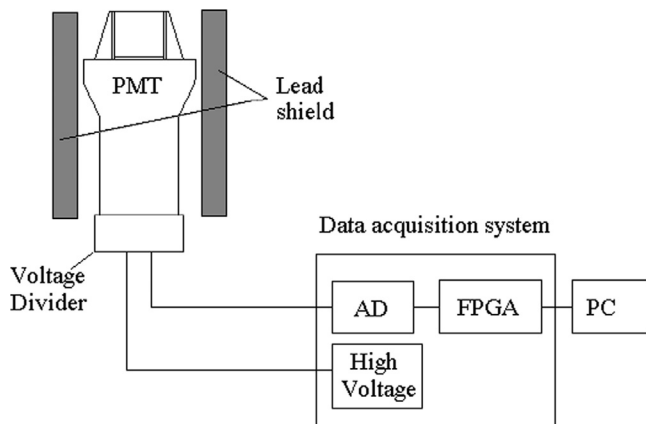 PMT
Lead
shield
Voltage
Divider
Data acquisition system
AD
FPGA
PC
High
Voltage